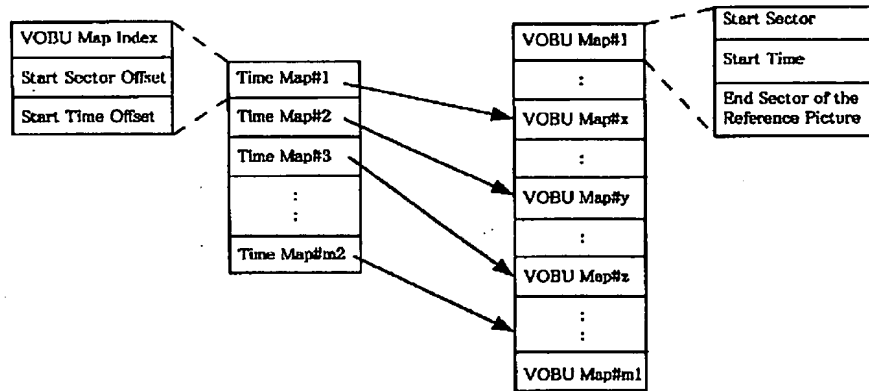 VOBU Map Index
Start Sector Offset
Start Time Offset
Time Map#1
Time Map#2
Time Map#3
:
:
Time Map#m2
VOBU Map#1
:
VOBU Map#x
:
VOBU Map#y
:
VOBU Map#z
:
:
VOBU Map#m1
Start Sector
Start Time
End Sector of the
Reference Picture